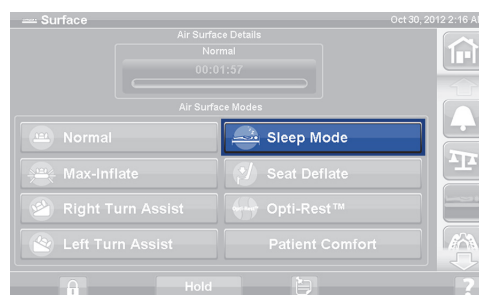 Surface
Oct 30, 2012 2:16 A
Air Surface Details
Normal
00:01:57
Air Surface Modes
Normal
Sleep Mode
Max-Inflate
Seat Deflate
Right Turn Assist
Opti-Rest™
Left Turn Assist
Patient Comfort
Hold
?